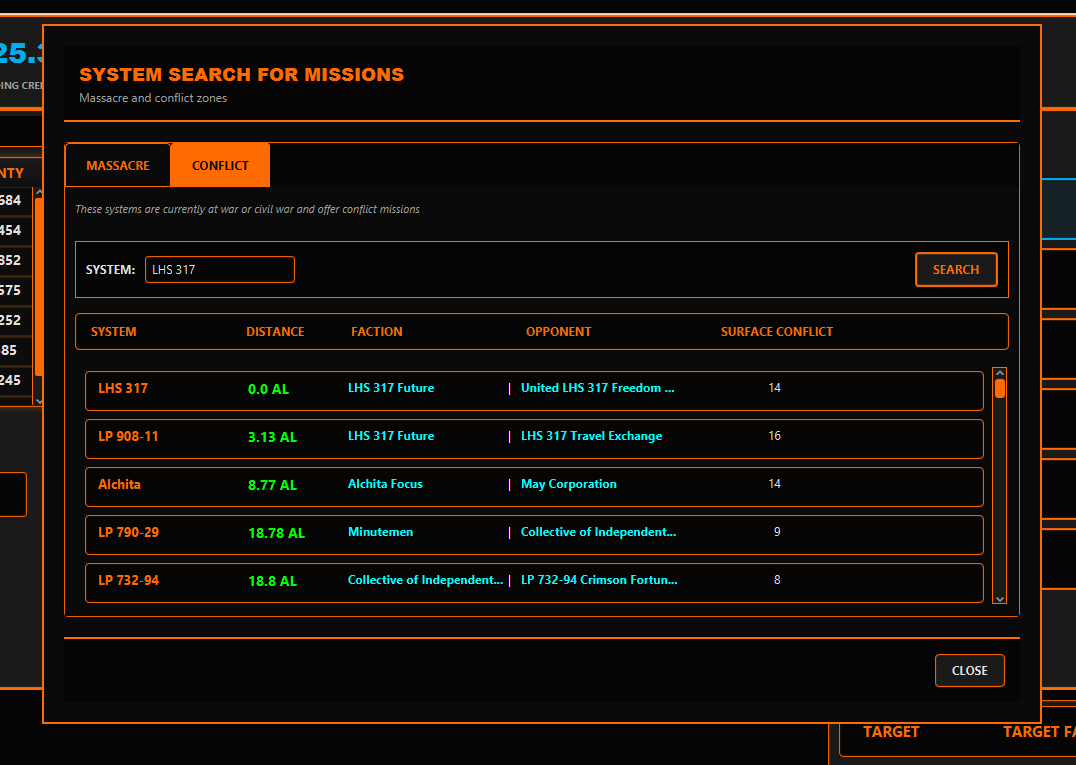 25.3
ING CREI
NTY
684
454
352
575
252
85
245
SYSTEM SEARCH FOR MISSIONS
Massacre and conflict zones
MASSACRE CONFLICT
These systems are currently at war or civil war and offer conflict missions
SYSTEM: LHS 317 SEARCH
SYSTEM DISTANCE FACTION OPPONENT SURFACE CONFLICT
LHS 317 0.0 AL LHS 317 Future | United LHS 317 Freedom ... 14
LP 908-11 3.13 AL LHS 317 Future | LHS 317 Travel Exchange 16
Alchita 8.77 AL Alchita Focus | May Corporation 14
LP 790-29 18.78 AL Minutemen | Collective of Independent... 9
LP 732-94 18.8 AL Collective of Independent... | LP 732-94 Crimson Fortun... 8
CLOSE
TARGET TARGET FA